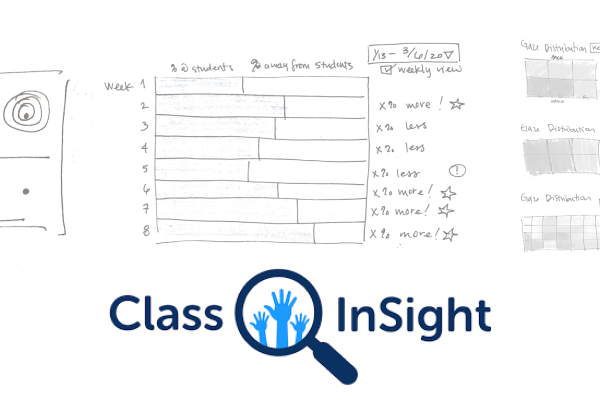 1/13 - 3/6/20 ▽
% @ students % away from students
☑ weekly view
Week 1
2 x% more! ☆
3 x% less
4 x% less
5 x% less !
6 x% more! ☆
7 x% more! ☆
8 x% more! ☆
Gaze Distribution
Gaze Distribution
Gaze Distribution
Class InSight